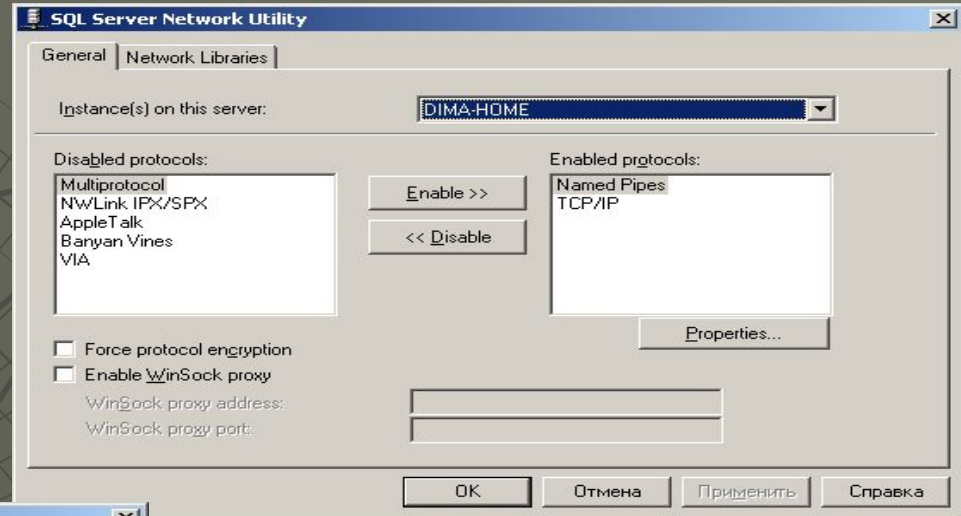 SQL Server Network Utility
General
Network Libraries
Instance(s) on this server:
DIMA-HOME
Disabled protocols:
Multiprotocol
NWLink IPX/SPX
AppleTalk
Banyan Vines
VIA
Enable >>
<< Disable
Enabled protocols:
Named Pipes
TCP/IP
Properties...
Force protocol encryption
Enable WinSock proxy
WinSock proxy address:
WinSock proxy port:
OK
Отмена
Применить
Справка